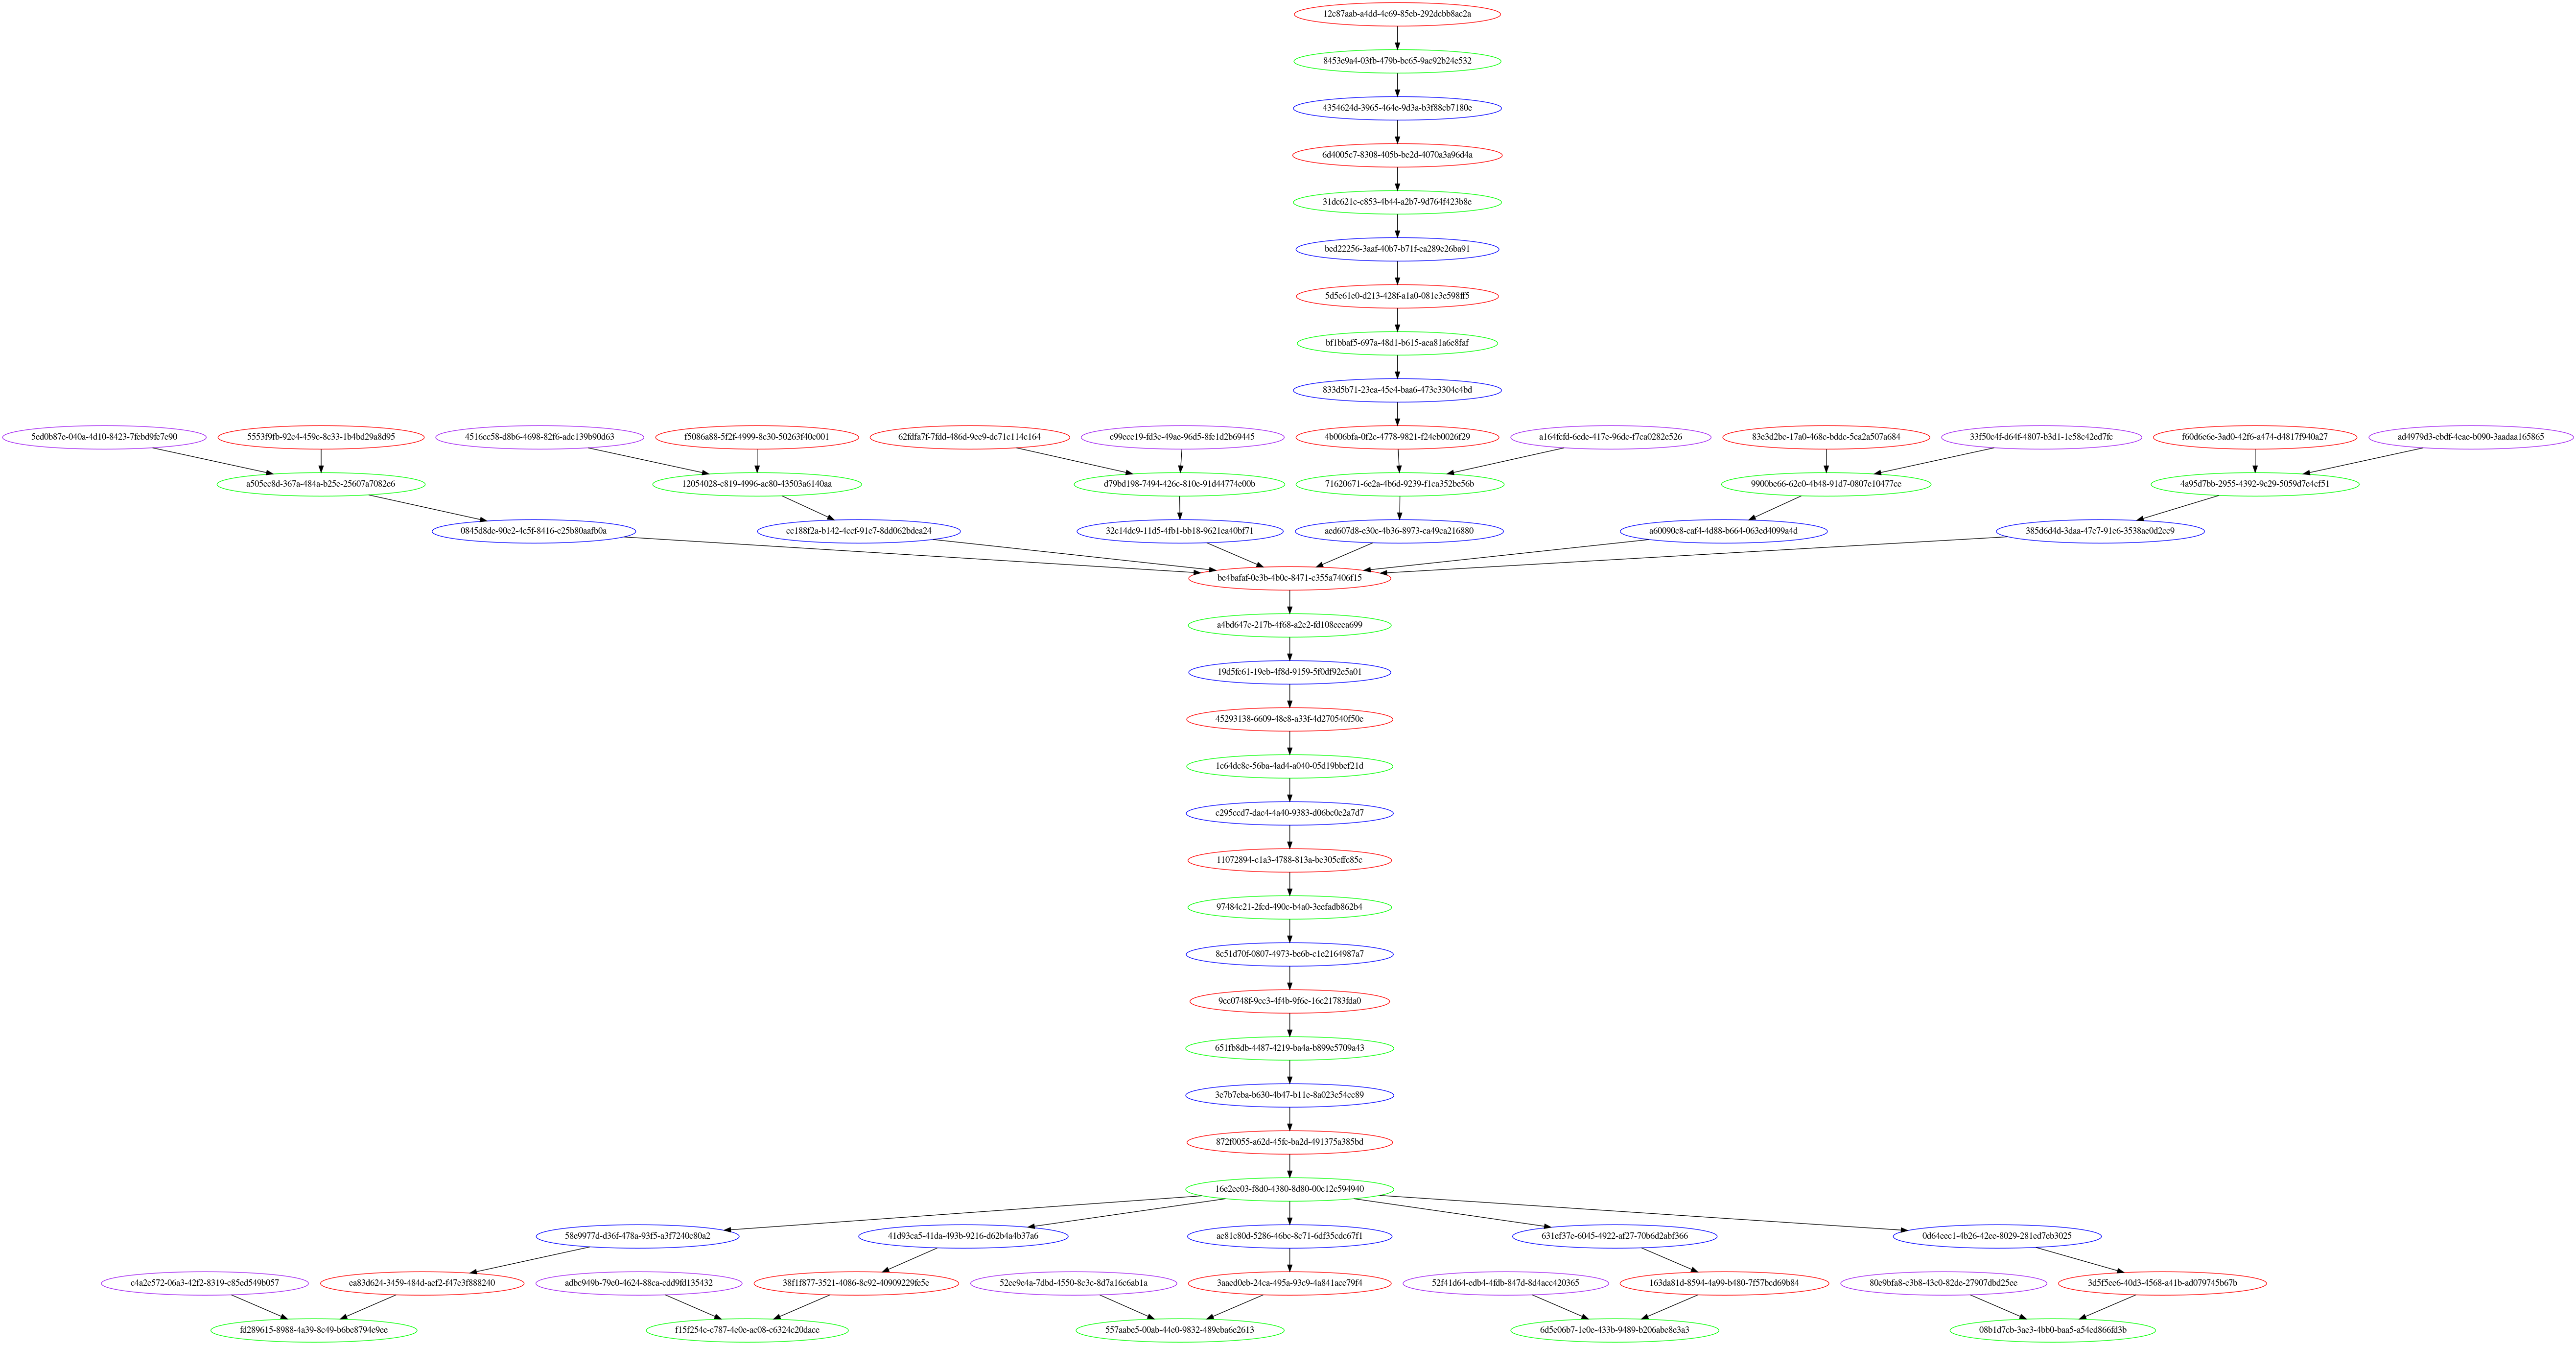 12c87aab-a4dd-4c69-85eb-292dcbb8ac2a
8453e9a4-03fb-479b-bc65-9ac92b24e532
4354624d-3965-464e-9d3a-b3f88cb7180e
6d4005c7-8308-405b-be2d-4070a3a96d4a
31dc621c-c853-4b44-a2b7-9d764f423b8e
bed22256-3aaf-40b7-b71f-ea289e26ba91
5d5e61e0-d213-428f-a1a0-081e3e598ff5
bf1bbaf5-697a-48d1-b615-aea81a6e8faf
833d5b71-23ea-45e4-baa6-473c3304c4bd
5ed0b87e-040a-4d10-8423-7febd9fe7e90
5553f9fb-92c4-459c-8c33-1b4bd29a8d95
4516cc58-d8b6-4698-82f6-adc139b90d63
f5086a88-5f2f-4999-8c30-50263f40c001
62fdfa7f-7fdd-486d-9ee9-dc71c114c164
c99ece19-fd3c-49ae-96d5-8fe1d2b69445
4b006bfa-0f2c-4778-9821-f24eb0026f29
a164fcfd-6ede-417e-96dc-f7ca0282e526
83e3d2bc-17a0-468c-bddc-5ca2a507a684
33f50c4f-d64f-4807-b3d1-1e58c42ed7fc
f60d6e6e-3ad0-42f6-a474-d4817f940a27
ad4979d3-ebdf-4eae-b090-3aadaa165865
a505ec8d-367a-484a-b25e-25607a7082e6
12054028-c819-4996-ac80-43503a6140aa
d79bd198-7494-426c-810e-91d44774e00b
71620671-6e2a-4b6d-9239-f1ca352be56b
9900be66-62c0-4b48-91d7-0807e10477ce
4a95d7bb-2955-4392-9c29-5059d7e4cf51
0845d8de-90e2-4c5f-8416-c25b80aafb0a
cc188f2a-b142-4ccf-91e7-8dd062bdea24
32c14dc9-11d5-4fb1-bb18-9621ea40bf71
aed607d8-e30c-4b36-8973-ca49ca216880
a60090c8-caf4-4d88-b664-063ed4099a4d
385d6d4d-3daa-47e7-91e6-3538ae0d2cc9
be4bafaf-0e3b-4b0c-8471-c355a7406f15
a4bd647c-217b-4f68-a2e2-fd108eeea699
19d5fc61-19eb-4f8d-9159-5f0df92e5a01
45293138-6609-48e8-a33f-4d270540f50e
1c64dc8c-56ba-4ad4-a040-05d19bbef21d
c295ccd7-dac4-4a40-9383-d06bc0e2a7d7
11072894-c1a3-4788-813a-be305cffc85c
97484c21-2fcd-490c-b4a0-3eefadb862b4
8c51d70f-0807-4973-be6b-c1e2164987a7
9cc0748f-9cc3-4f4b-9f6e-16c21783fda0
651fb8db-4487-4219-ba4a-b899e5709a43
3e7b7eba-b630-4b47-b11e-8a023e54cc89
872f0055-a62d-45fc-ba2d-491375a385bd
16e2ee03-f8d0-4380-8d80-00c12c594940
58e9977d-d36f-478a-93f5-a3f7240c80a2
41d93ca5-41da-493b-9216-d62b4a4b37a6
ae81c80d-5286-46bc-8c71-6df35cdc67f1
631ef37e-6045-4922-af27-70b6d2abf366
0d64eec1-4b26-42ee-8029-281ed7eb3025
c4a2e572-06a3-42f2-8319-c85ed549b057
ea83d624-3459-484d-aef2-f47e3f888240
adbc949b-79e0-4624-88ca-cdd9fd135432
38f1f877-3521-4086-8c92-40909229fe5e
52ee9e4a-7dbd-4550-8c3c-8d7a16c6ab1a
3aaed0eb-24ca-495a-93c9-4a841ace79f4
52f41d64-edb4-4fdb-847d-8d4acc420365
163da81d-8594-4a99-b480-7f57bcd69b84
80e9bfa8-c3b8-43c0-82de-27907dbd25ee
3d5f5ee6-40d3-4568-a41b-ad079745b67b
fd289615-8988-4a39-8c49-b6be8794e9ee
f15f254c-c787-4e0e-ac08-c6324c20dace
557aabe5-00ab-44e0-9832-489eba6e2613
6d5e06b7-1e0e-433b-9489-b206abe8e3a3
08b1d7cb-3ae3-4bb0-baa5-a54ed866fd3b